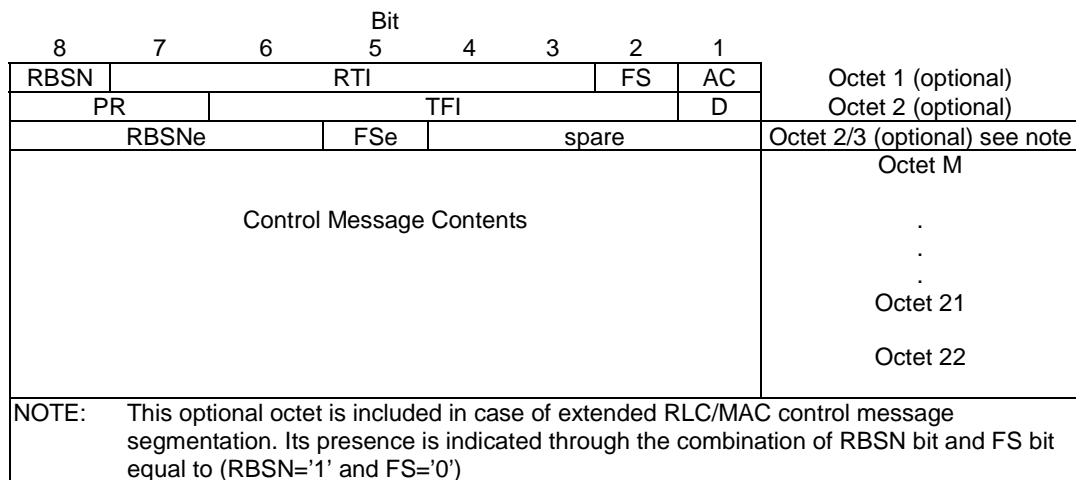 Bit
8 7 6 5 4 3 2 1
RBSN RTI FS AC Octet 1 (optional)
PR TFI D Octet 2 (optional)
RBSNe FSe spare Octet 2/3 (optional) see note
Octet M
Control Message Contents .
.
.
Octet 21
Octet 22
NOTE: This optional octet is included in case of extended RLC/MAC control message
segmentation. Its presence is indicated through the combination of RBSN bit and FS bit
equal to (RBSN='1' and FS='0')